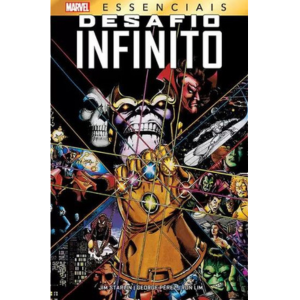 MARVEL
ESSENCIAIS
DESAFIO
INFINITO
JIM STARLIN | GEORGE PÉREZ | RON LIM